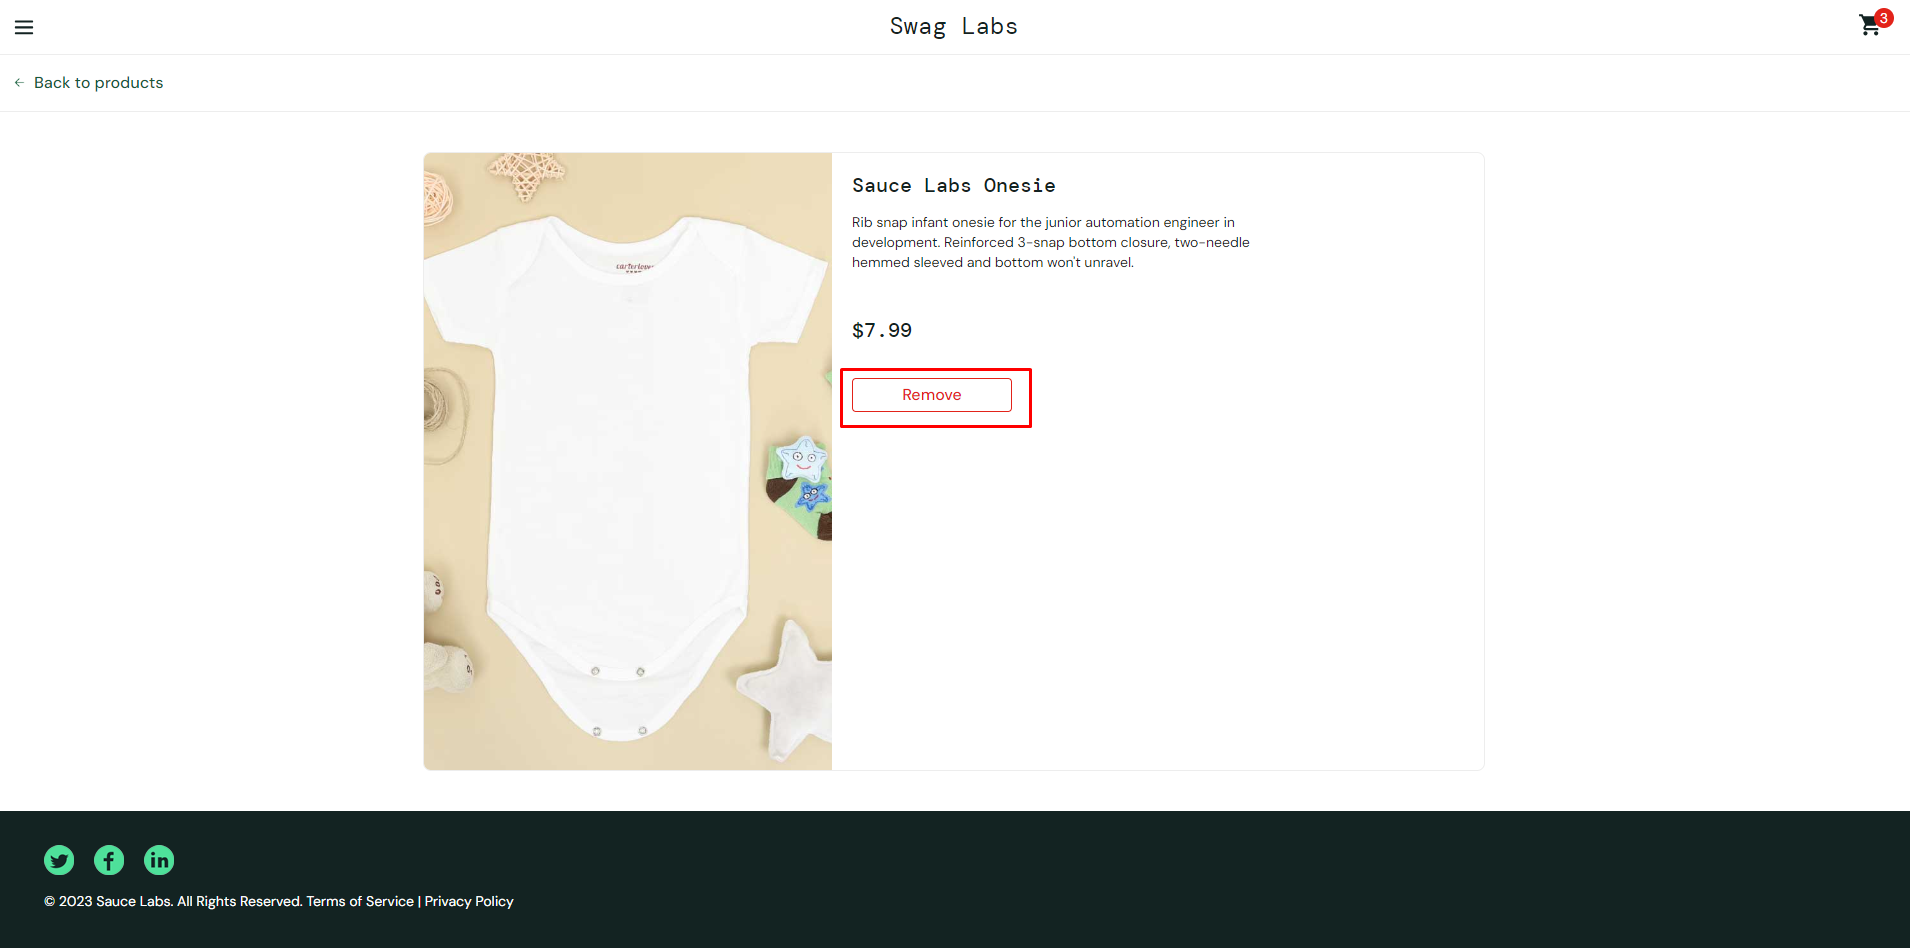 Swag Labs
3
Back to products
Sauce Labs Onesie
Rib snap infant onesie for the junior automation engineer in
development. Reinforced 3-snap bottom closure, two-needle
hemmed sleeved and bottom won't unravel.
$7.99
Remove
© 2023 Sauce Labs. All Rights Reserved. Terms of Service | Privacy Policy